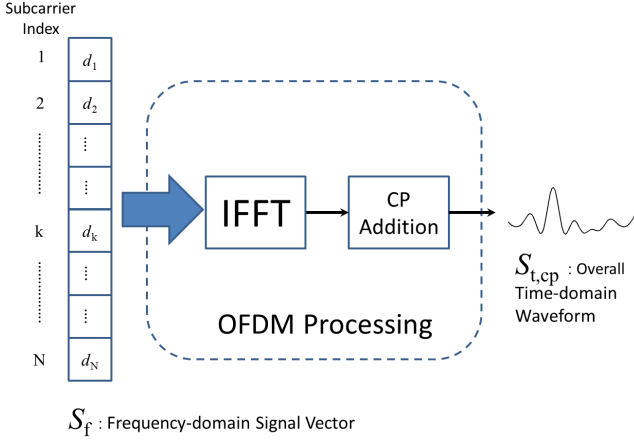 Subcarrier
Index
1 d1
2 d2
⋮
⋮
k dk
⋮
⋮
N dN
IFFT
CP
Addition
OFDM Processing
St,cp : Overall
Time-domain
Waveform
Sf : Frequency-domain Signal Vector